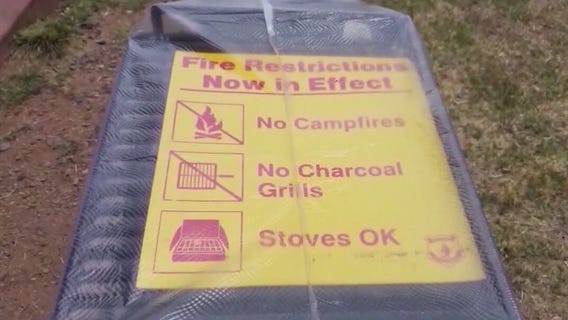 Fire Restrictions
Now in Effect
No Campfires
No Charcoal
Grills
Stoves OK